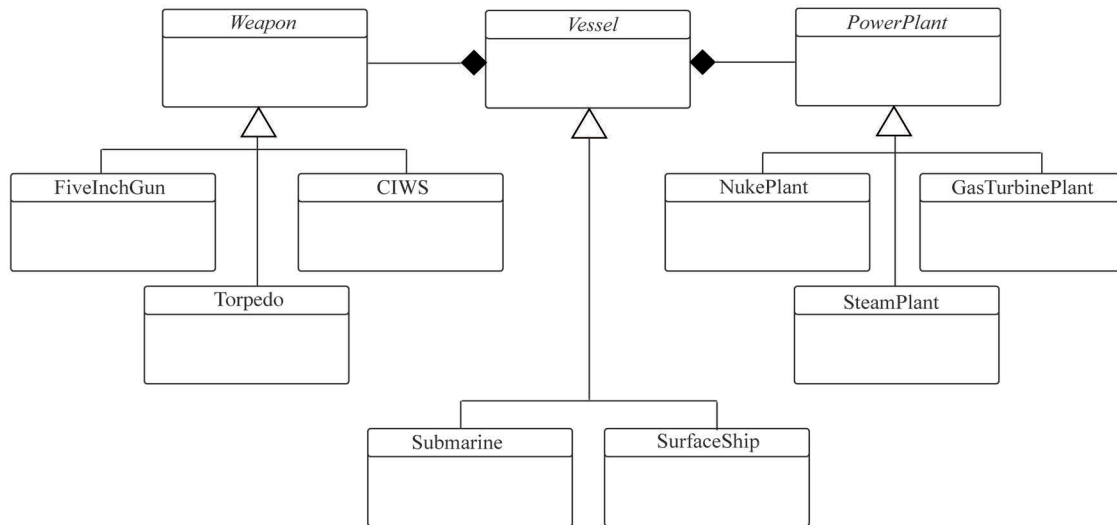 Weapon
Vessel
PowerPlant
FiveInchGun
CIWS
NukePlant
GasTurbinePlant
Torpedo
SteamPlant
Submarine
SurfaceShip